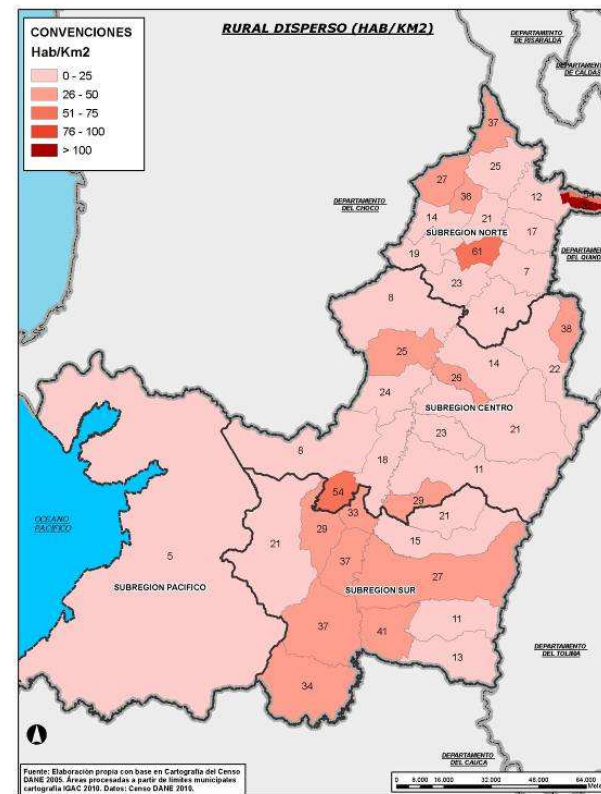 RURAL DISPERSO (HAB/KM2)
CONVENCIONES
Hab/Km2
0 - 25
26 - 50
51 - 75
76 - 100
> 100
DEPARTAMENTO
DE RISARALDA
DEPARTAMENTO
DE CALDAS
37
25
27
36
12
DEPARTAMENTO
DEL CHOCO
14
21
17
SUBREGION NORTE
19
61
DEPARTAMENTO
DEL QUIND
7
23
8
14
38
25
14
22
26
24
SUBREGION CENTRO
23
21
8
18
11
54
29
OCEANO
PACIFICO
33
21
29
21
15
5
37
27
SUBREGION PACIFICO
SUBREGION SUR
11
37
41
DEPARTAMENTO
DEL TOLIMA
13
34
DEPARTAMENTO
DEL CAUCA
Fuente: Elaboración propia con base en Cartografía del Censo
DANE 2005. Áreas procesadas a partir de límites municipales
cartografía IGAC 2010. Datos: Censo DANE 2010.
0 8.000 16.000 32.000 48.000 64.000
Mete